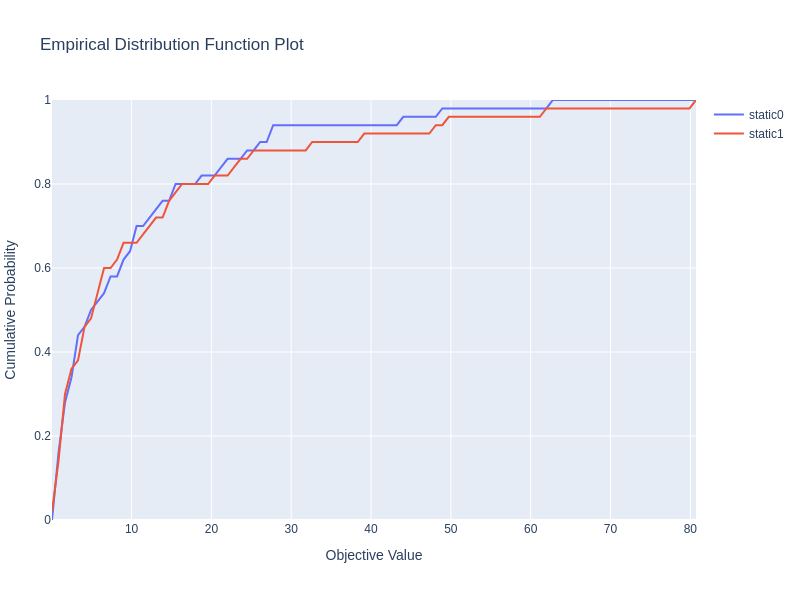 Empirical Distribution Function Plot
1
0.8
0.6
0.4
0.2
0
Cumulative Probability
10 20 30 40 50 60 70 80
Objective Value
static0
static1